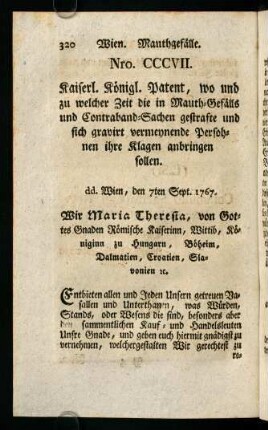 320 Wien. Mauthgefälle.
Nro. CCCVII.
Kaiserl. Königl. Patent, wo und
zu welcher Zeit die in Mauth-Gefälls
und Contraband-Sachen gestrafte und
sich gravirt vermeynende Persoh-
nen ihre Klagen anbringen
sollen.
dd. Wien, den 7ten Sept. 1767.
Wir Maria Theresia, von Got-
tes Gnaden Römische Kaiserinn, Wittib, Kö-
niginn zu Hungarn, Böheim,
Dalmatien, Croatien, Sla-
vonien ꝛc.
Entbieten allen und Jeden Unsern getreuen Va-
sallen und Unterthanen, was Würden,
Stands, oder Wesens die sind, besonders aber
den sammentlichen Kauf- und Handelsleuten
Unsre Gnade, und geben euch hiermit gnädigst zu
vernehmen, welchergestalten Wir gerechtest zu
re-